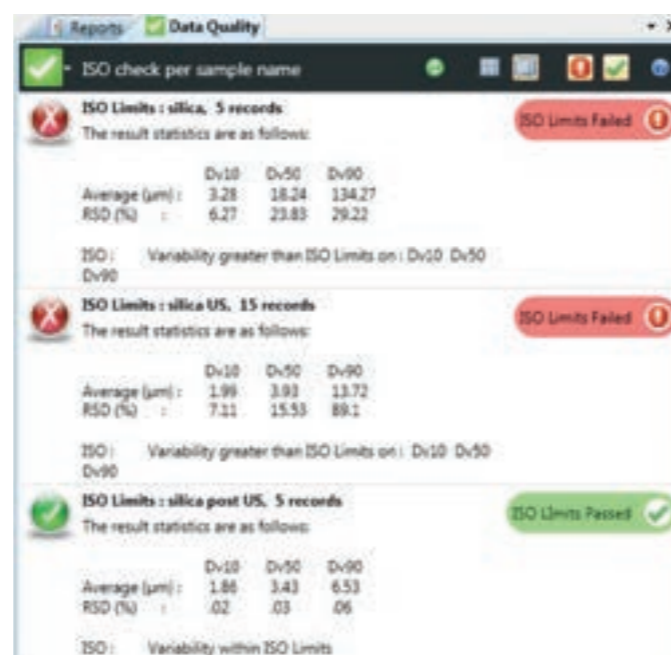 Reports Data Quality
ISO check per sample name
ISO Limits : silica, 5 records
ISO Limits Failed
The result statistics are as follows:
Dv10 Dv50 Dv90
Average (µm) : 3.28 18.24 134.27
RSD (%) : 6.27 23.83 29.22
ISO : Variability greater than ISO Limits on : Dv10 Dv50
Dv90
ISO Limits : silica US, 15 records
ISO Limits Failed
The result statistics are as follows:
Dv10 Dv50 Dv90
Average (µm) : 1.99 3.93 13.72
RSD (%) : 7.11 15.53 89.1
ISO : Variability greater than ISO Limits on : Dv10 Dv50
Dv90
ISO Limits : silica post US, 5 records
ISO Limits Passed
The result statistics are as follows:
Dv10 Dv50 Dv90
Average (µm) : 1.86 3.43 6.53
RSD (%) : .02 .03 .06
ISO : Variability within ISO Limits